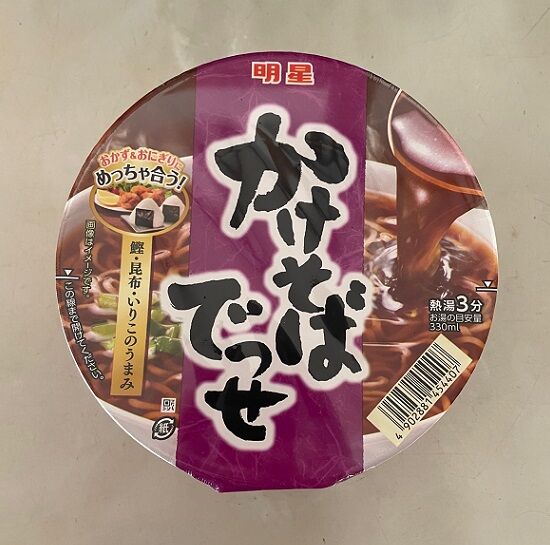 明星
かけそば
でっせ
おかず&おにぎりに
めっちゃ合う!
鰹・昆布・いりこのうまみ
画像はイメージです。
この線まで開けてください。
熱湯3分
お湯の目安量
330ml
4902881454407
紙